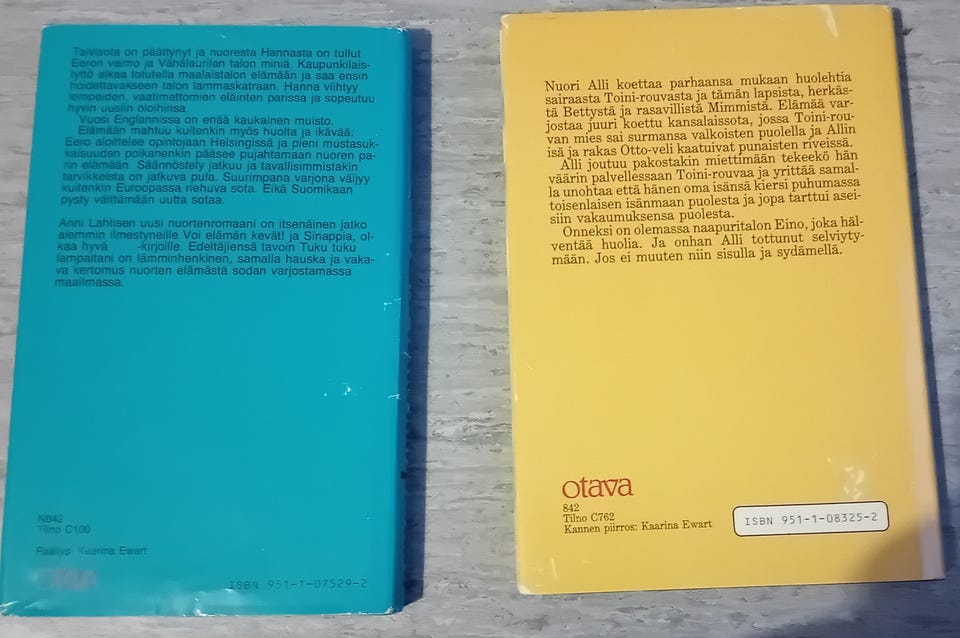 Talvisota on päättynyt ja nuoresta Hannasta on tullut
Eeron vaimo ja Vähälaurilan talon miniä. Kaupunkilais-
tyttö alkaa totutella maalaistalon elämään ja saa ensin
hoidettavakseen talon lammaskatraan. Hanna viihtyy
lempeiden, vaatimattomien eläinten parissa ja sopeutuu
hyvin uusiin oloihinsa.
Vuosi Englannissa on enää kaukainen muisto.
Elämään mahtuu kuitenkin myös huolta ja ikävää:
Eero aloittelee opintojaan Helsingissä ja pieni mustasuk-
kaisuuden poikanenkin pääsee pujahtamaan nuoren pa-
rin elämään. Säännöstely jatkuu ja tavallisimmistakin
tarvikkeista on jatkuva pula. Suurimpana varjona väijyy
kuitenkin Euroopassa riehuva sota. Eikä Suomikaan
pysty välttämään uutta sotaa.
Anni Lahtisen uusi nuortenromaani on itsenäinen jatko
aiemmin ilmestyneille Voi elämän kevät! ja Sinappia, ol-
kaa hyvä -kirjoille. Edeltäjiensä tavoin Tuku tuku
lampaitani on lämminhenkinen, samalla hauska ja vaka-
va kertomus nuorten elämästä sodan varjostamassa
maailmassa.
N842
Tilno C100
Päällys: Kaarina Ewart
otava
ISBN 951-1-07529-2
Nuori Alli koettaa parhaansa mukaan huolehtia
sairaasta Toini-rouvasta ja tämän lapsista, herkäs-
tä Bettystä ja rasavillistä Mimmistä. Elämää var-
jostaa juuri koettu kansalaissota, jossa Toini-rou-
van mies sai surmansa valkoisten puolella ja Allin
isä ja rakas Otto-veli kaatuivat punaisten riveissä.
Alli joutuu pakostakin miettimään tekeekö hän
väärin palvellessaan Toini-rouvaa ja yrittää samal-
la unohtaa että hänen oma isänsä kiersi puhumassa
toisenlaisen isänmaan puolesta ja jopa tarttui asei-
siin vakaumuksensa puolesta.
Onneksi on olemassa naapuritalon Eino, joka häl-
ventää huolia. Ja onhan Alli tottunut selviyty-
mään. Jos ei muuten niin sisulla ja sydämellä.
otava
842
Tilno C762
Kannen piirros: Kaarina Ewart
ISBN 951-1-08325-2